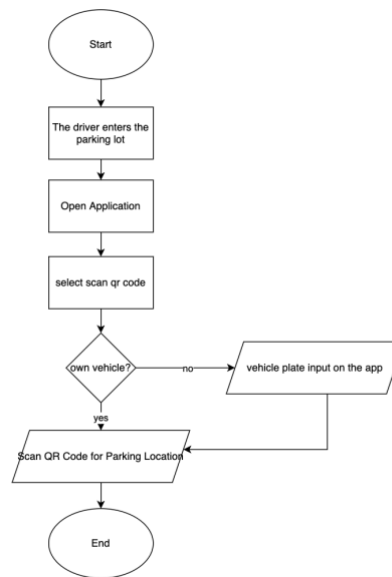 Start
The driver enters the
parking lot
Open Application
select scan qr code
own vehicle?
no
vehicle plate input on the app
yes
Scan QR Code for Parking Location
End